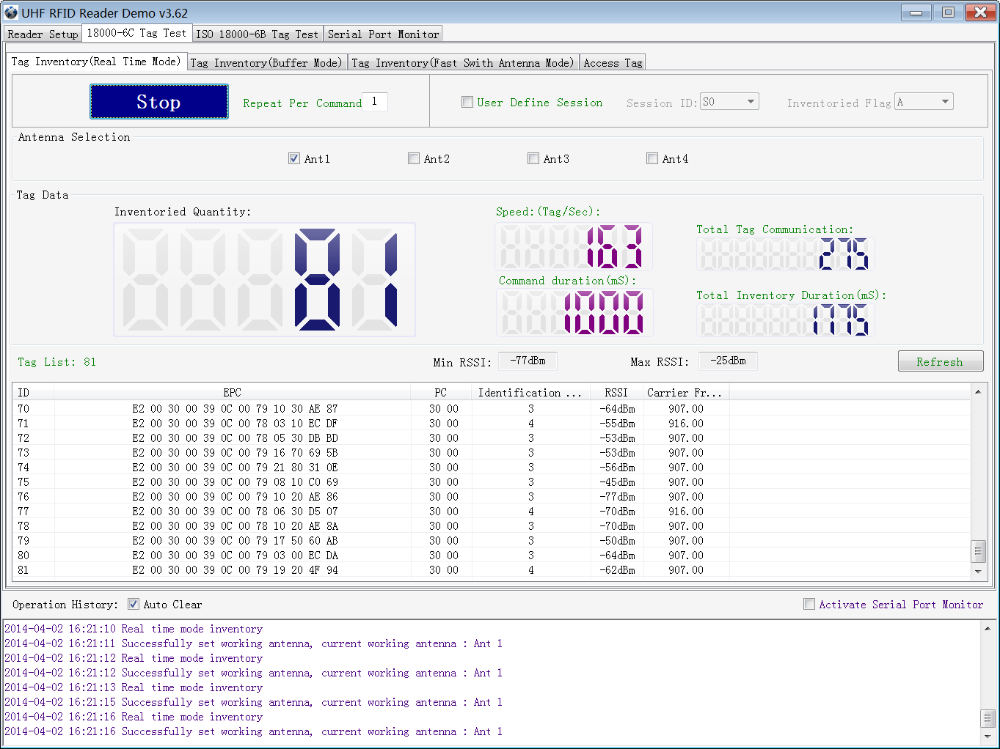 UHF RFID Reader Demo v3.62
Reader Setup 18000-6C Tag Test ISO 18000-6B Tag Test Serial Port Monitor
Tag Inventory(Real Time Mode) Tag Inventory(Buffer Mode) Tag Inventory(Fast Swith Antenna Mode) Access Tag
Stop Repeat Per Command 1 User Define Session Session ID: S0 Inventoried Flag A
Antenna Selection
Ant1 Ant2 Ant3 Ant4
Tag Data
Inventoried Quantity: Speed:(Tag/Sec):
Total Tag Communication:
81 163 275
Command duration(mS):
Total Inventory Duration(mS):
1000 1775
Tag List: 81 Min RSSI: -77dBm Max RSSI: -25dBm Refresh
ID EPC PC Identification ... RSSI Carrier Fr...
70 E2 00 30 00 39 0C 00 79 10 30 AE 87 30 00 3 -64dBm 907.00
71 E2 00 30 00 39 0C 00 78 03 10 EC DF 30 00 4 -55dBm 916.00
72 E2 00 30 00 39 0C 00 78 05 30 DB BD 30 00 3 -53dBm 907.00
73 E2 00 30 00 39 0C 00 79 16 70 69 5B 30 00 3 -53dBm 907.00
74 E2 00 30 00 39 0C 00 79 21 80 31 0E 30 00 3 -56dBm 907.00
75 E2 00 30 00 39 0C 00 79 08 10 C0 69 30 00 3 -45dBm 907.00
76 E2 00 30 00 39 0C 00 79 10 20 AE 86 30 00 3 -77dBm 907.00
77 E2 00 30 00 39 0C 00 78 06 30 D5 07 30 00 4 -70dBm 916.00
78 E2 00 30 00 39 0C 00 78 10 20 AE 8A 30 00 3 -70dBm 907.00
79 E2 00 30 00 39 0C 00 79 17 50 60 AB 30 00 3 -50dBm 907.00
80 E2 00 30 00 39 0C 00 79 03 00 EC DA 30 00 3 -64dBm 907.00
81 E2 00 30 00 39 0C 00 79 19 20 4F 94 30 00 4 -62dBm 907.00
Operation History: Auto Clear Activate Serial Port Monitor
2014-04-02 16:21:10 Real time mode inventory
2014-04-02 16:21:11 Successfully set working antenna, current working antenna : Ant 1
2014-04-02 16:21:12 Real time mode inventory
2014-04-02 16:21:12 Successfully set working antenna, current working antenna : Ant 1
2014-04-02 16:21:13 Real time mode inventory
2014-04-02 16:21:15 Successfully set working antenna, current working antenna : Ant 1
2014-04-02 16:21:16 Real time mode inventory
2014-04-02 16:21:16 Successfully set working antenna, current working antenna : Ant 1